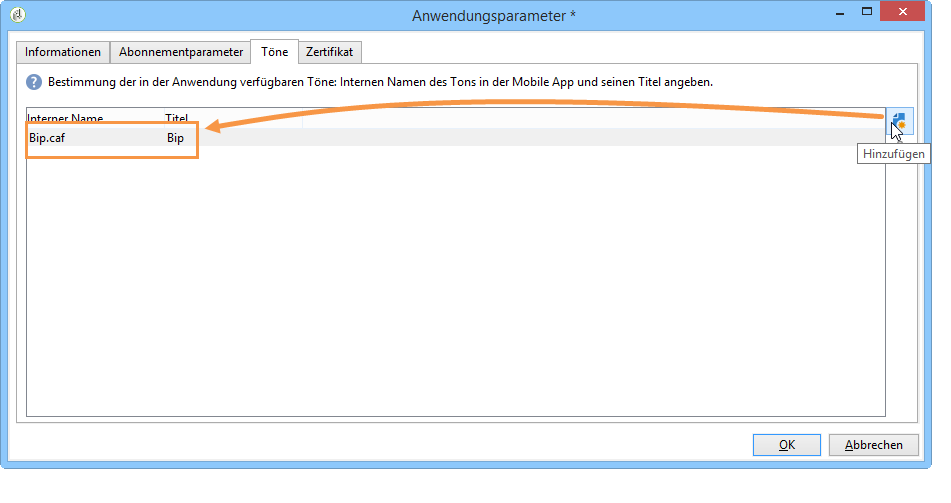 Anwendungsparameter *
Informationen Abonnementparameter Töne Zertifikat
Bestimmung der in der Anwendung verfügbaren Töne: Internen Namen des Tons in der Mobile App und seinen Titel angeben.
Interner Name Titel
Bip.caf Bip
Hinzufügen
OK Abbrechen